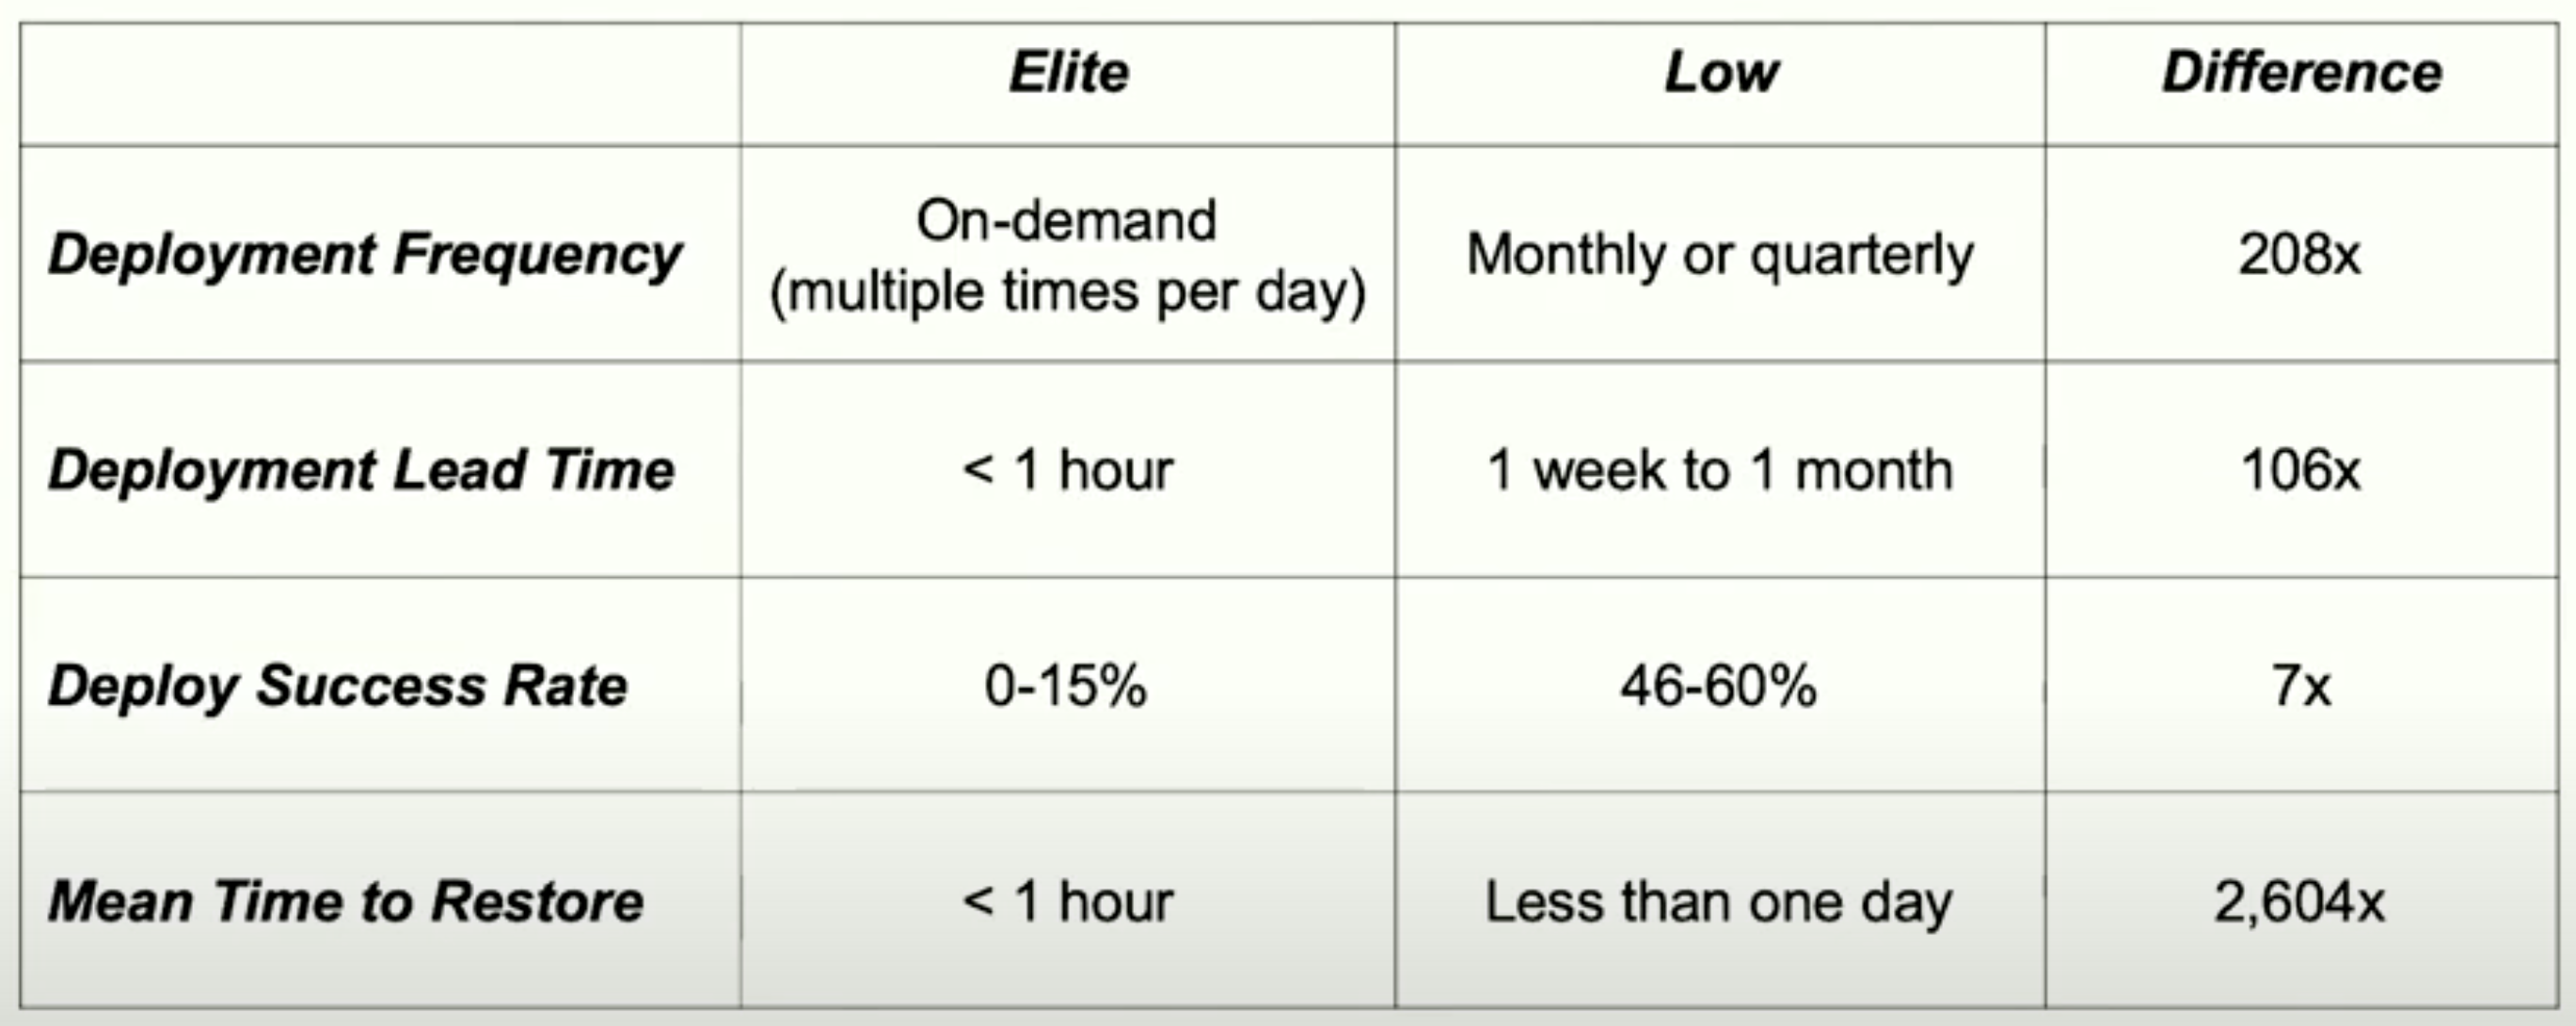 Elite Low Difference
Deployment Frequency On-demand Monthly or quarterly 208x
(multiple times per day)
Deployment Lead Time < 1 hour 1 week to 1 month 106x
Deploy Success Rate 0-15% 46-60% 7x
Mean Time to Restore < 1 hour Less than one day 2,604x